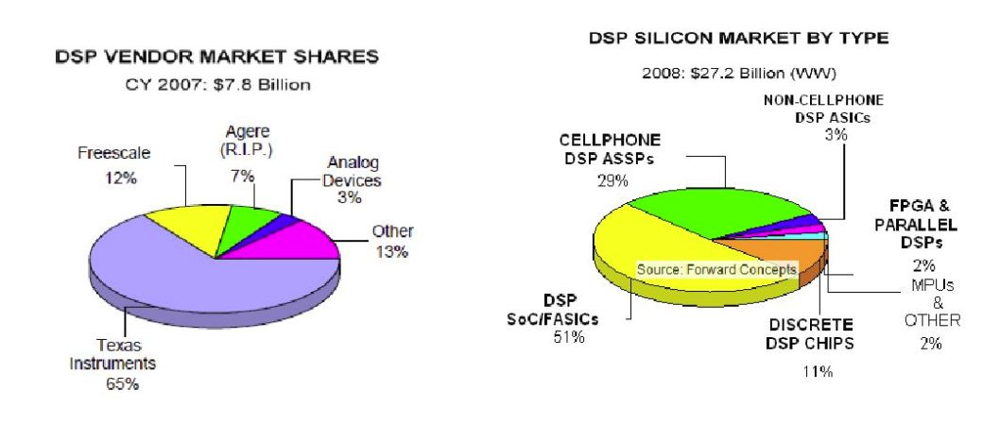 DSP VENDOR MARKET SHARES
CY 2007: $7.8 Billion
Freescale
12%
Agere
(R.I.P.)
7%
Analog
Devices
3%
Other
13%
Texas
Instruments
65%
DSP SILICON MARKET BY TYPE
2008: $27.2 Billion (WW)
NON-CELLPHONE
DSP ASICs
3%
CELLPHONE
DSP ASSPs
29%
FPGA &
PARALLEL
DSPs
2%
MPUs
&
OTHER
2%
Source: Forward Concepts
DSP
SoC/FASICs
51%
DISCRETE
DSP CHIPS
11%